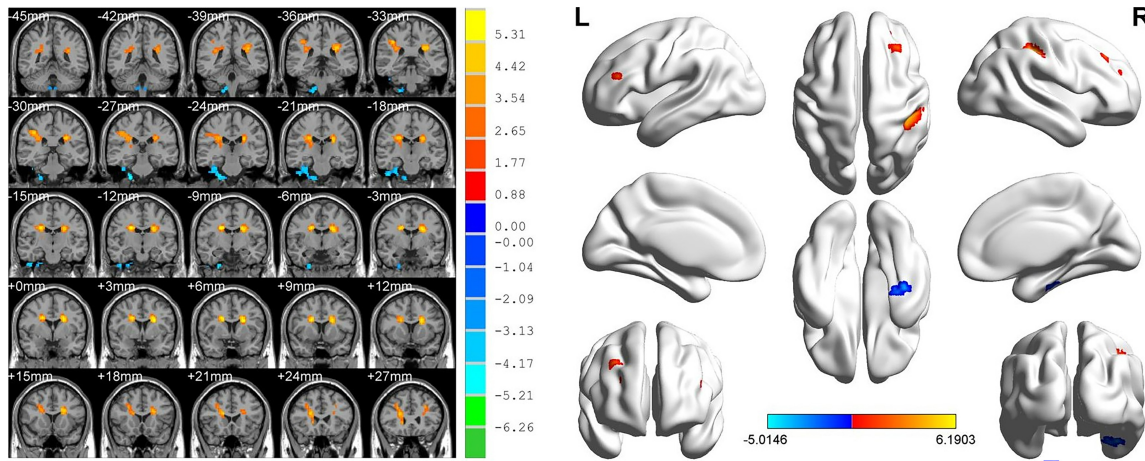 -45mm -42mm -39mm -36mm -33mm
-30mm -27mm -24mm -21mm -18mm
-15mm -12mm -9mm -6mm -3mm
+0mm +3mm +6mm +9mm +12mm
+15mm +18mm +21mm +24mm +27mm
5.31
4.42
3.54
2.65
1.77
0.88
0.00
-0.00
-1.04
-2.09
-3.13
-4.17
-5.21
-6.26
L R
-5.0146 6.1903